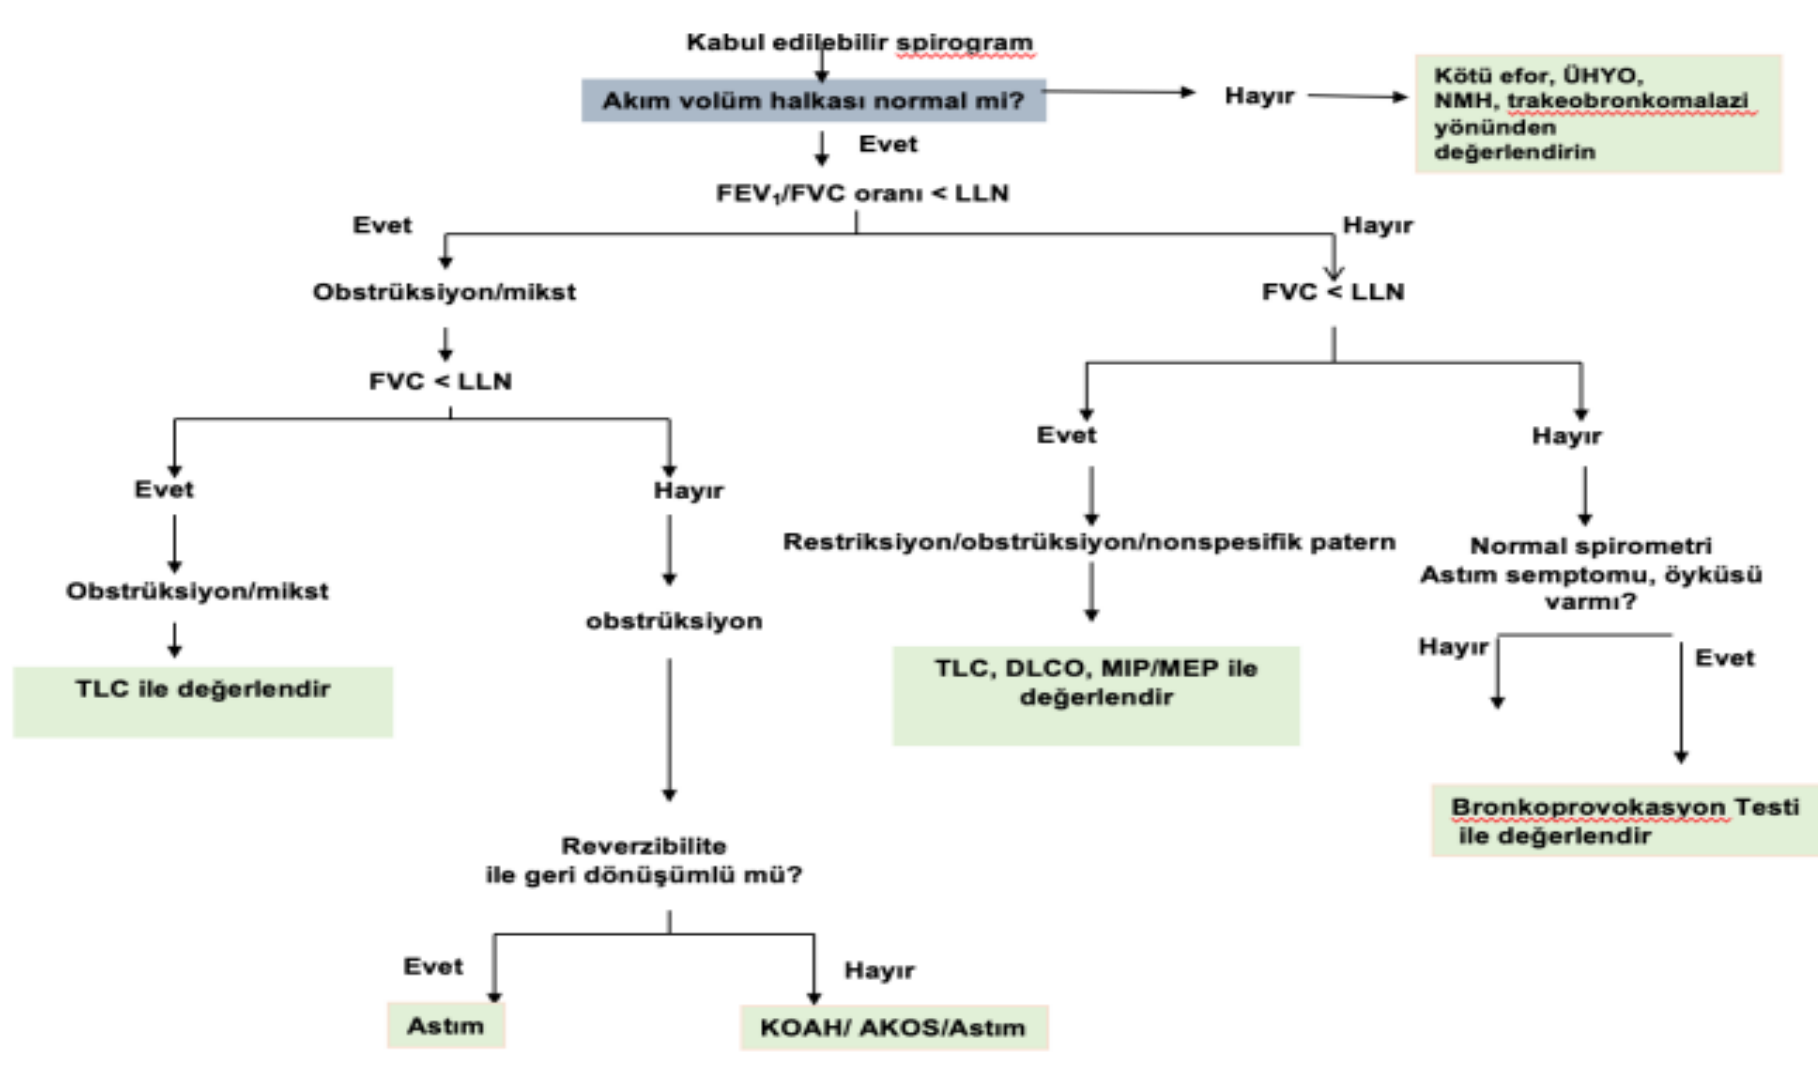 Kabul edilebilir spirogram
Akım volüm halkası normal mi?
Hayır
Kötü efor, ÜHYO,
NMH, trakeobronkomalazi
yönünden
değerlendirin
Evet
FEV₁/FVC oranı < LLN
Evet
Hayır
Obstrüksiyon/mikst
FVC < LLN
FVC < LLN
Evet
Hayır
Evet
Hayır
Restriksiyon/obstrüksiyon/nonspesifik patern
Normal spirometri
Astım semptomu, öyküsü
varmı?
Obstrüksiyon/mikst
obstrüksiyon
Hayır
Evet
TLC ile değerlendir
TLC, DLCO, MIP/MEP ile
değerlendir
Bronkoprovokasyon Testi
ile değerlendir
Reverzibilite
ile geri dönüşümlü mü?
Evet
Hayır
Astım
KOAH/ AKOS/Astım